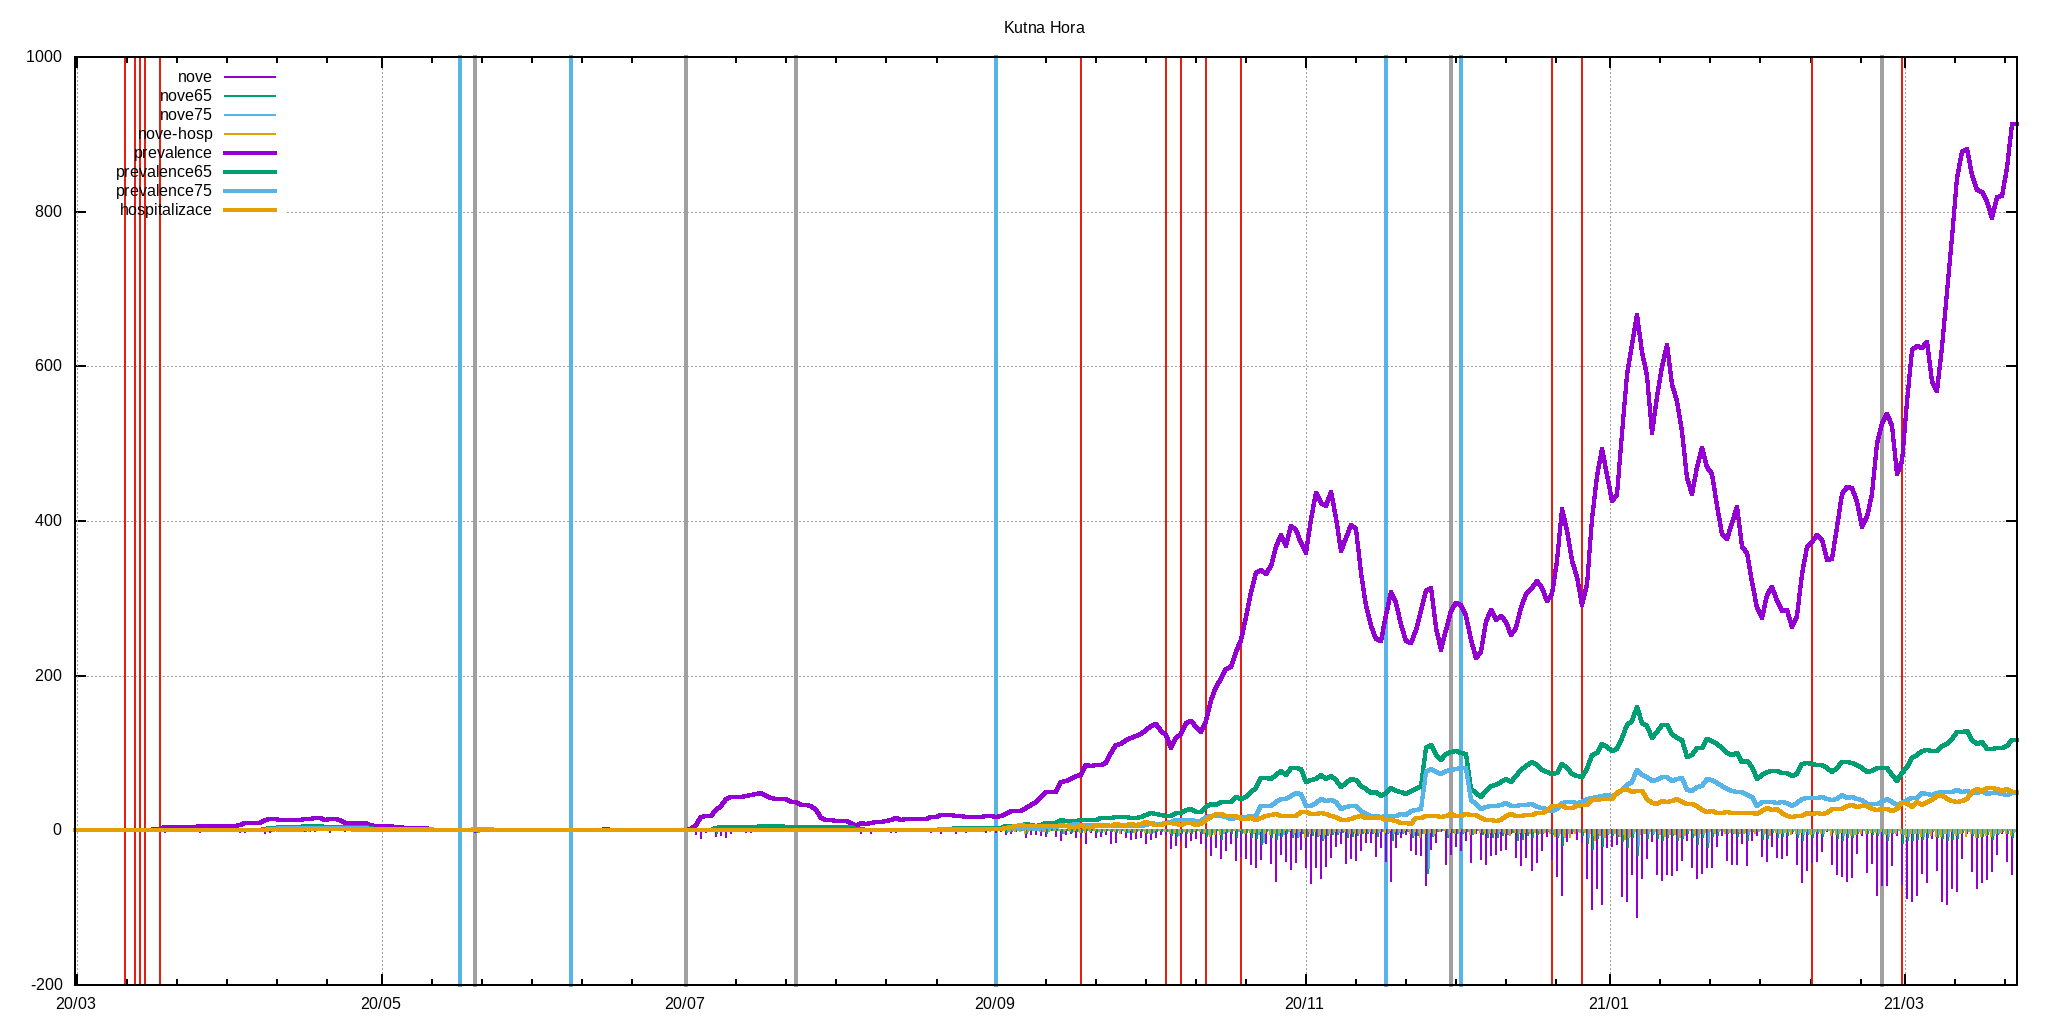 Kutna Hora
1000
800
600
400
200
0
-200
nove
nove65
nove75
nove-hosp
prevalence
prevalence65
prevalence75
hospitalizace
20/03 20/05 20/07 20/09 20/11 21/01 21/03